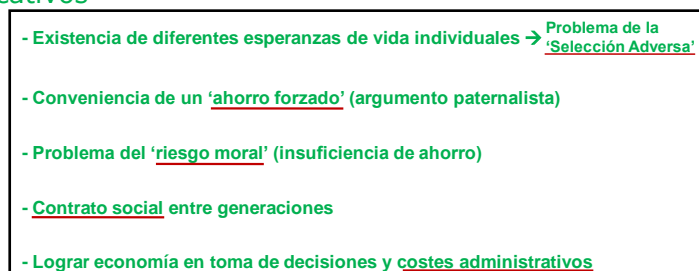 - Existencia de diferentes esperanzas de vida individuales → Problema de la
‘Selección Adversa’
- Conveniencia de un ‘ahorro forzado’ (argumento paternalista)
- Problema del ‘riesgo moral’ (insuficiencia de ahorro)
- Contrato social entre generaciones
- Lograr economía en toma de decisiones y costes administrativos